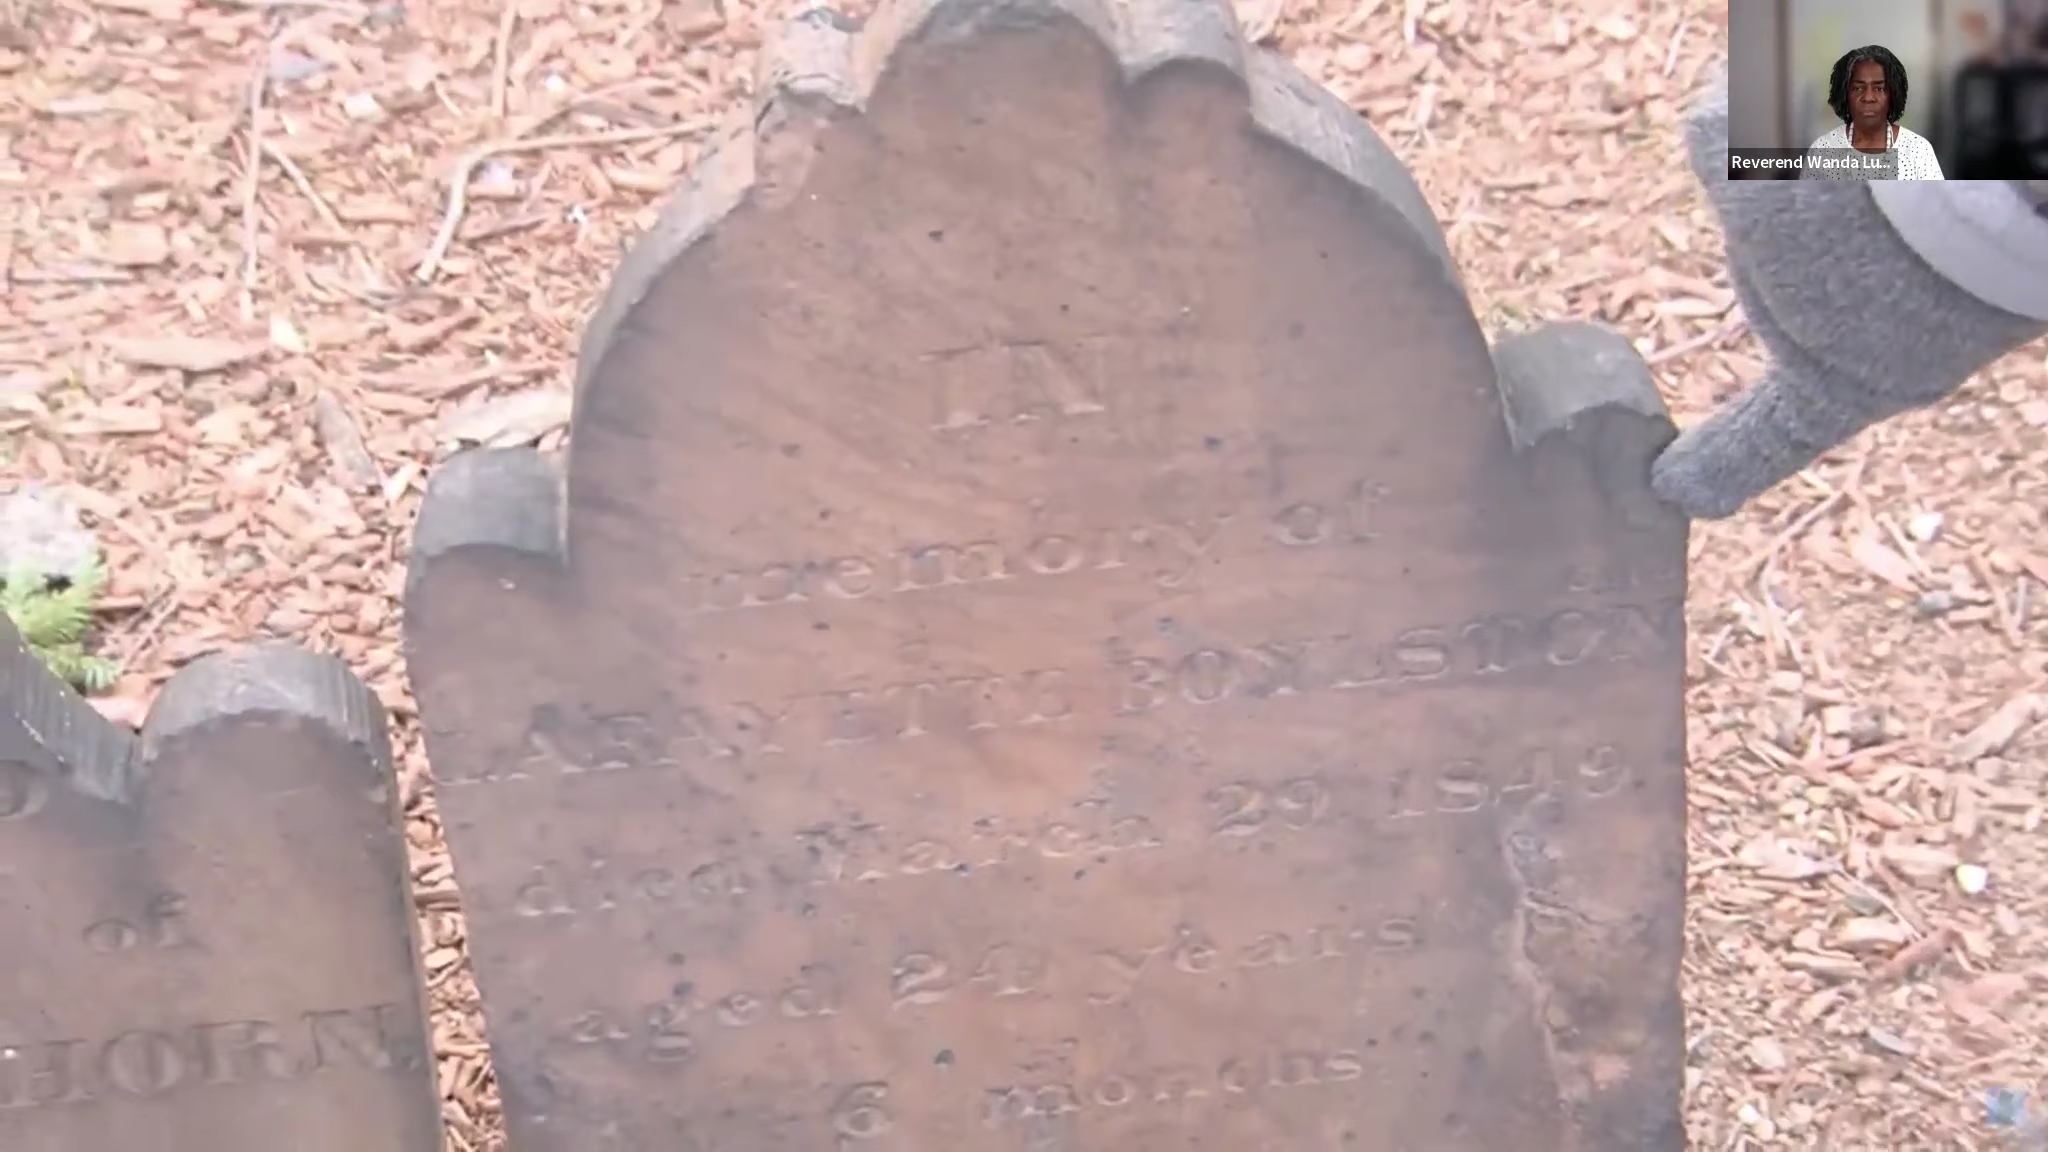 Reverend Wanda Lu...
IN
memory of
LAFAYETTE BOYLSTON
died March 29 1849
aged 24 years
6 months
of
HORN,